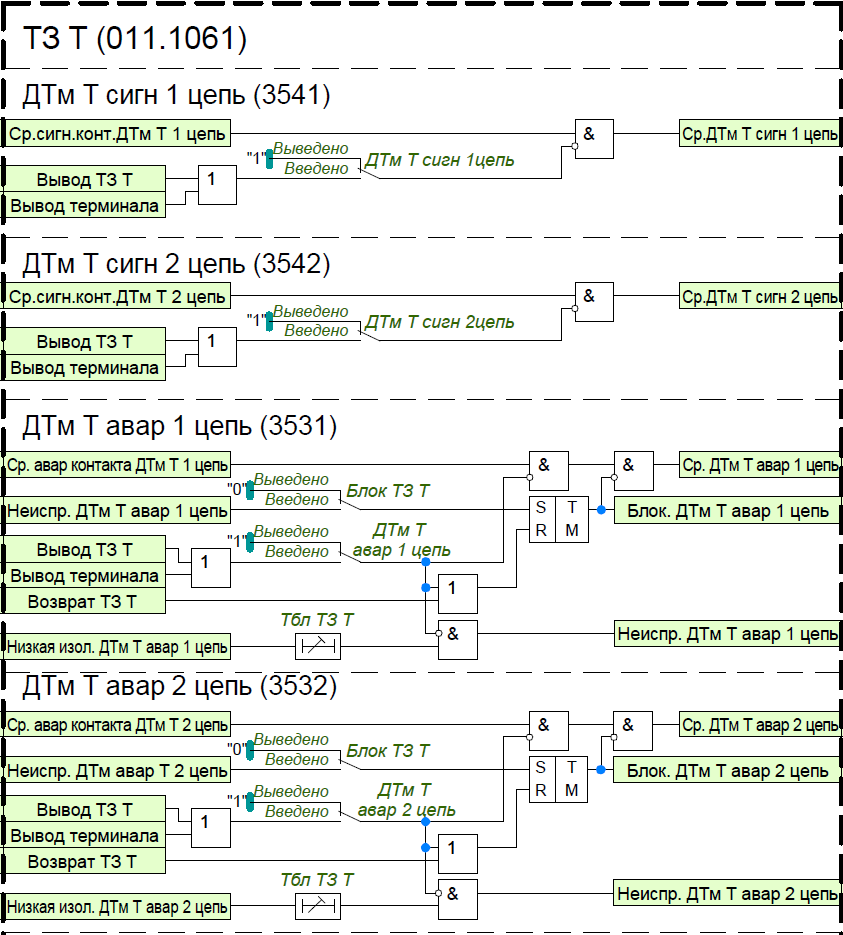 ТЗ Т (011.1061)
ДТм Т сигн 1 цепь (3541)
Ср.сигн.конт.ДТм Т 1 цепь
&
Ср.ДТм Т сигн 1 цепь
"1"
Выведено
Введено
ДТм Т сигн 1цепь
Вывод ТЗ Т
1
Вывод терминала
ДТм Т сигн 2 цепь (3542)
Ср.сигн.конт.ДТм Т 2 цепь
&
Ср.ДТм Т сигн 2 цепь
"1"
Выведено
Введено
ДТм Т сигн 2цепь
Вывод ТЗ Т
1
Вывод терминала
ДТм Т авар 1 цепь (3531)
Ср. авар контакта ДТм Т 1 цепь
&
&
Ср. ДТм Т авар 1 цепь
"0"
Выведено
Введено
Блок ТЗ Т
Неиспр. ДТм Т авар 1 цепь
S T
R M
Блок. ДТм Т авар 1 цепь
"1"
Выведено
Введено
ДТм Т
авар 1 цепь
Вывод ТЗ Т
1
Вывод терминала
Возврат ТЗ Т
1
Тбл ТЗ Т
&
Неиспр. ДТм Т авар 1 цепь
Низкая изол. ДТм Т авар 1 цепь
ДТм Т авар 2 цепь (3532)
Ср. авар контакта ДТм Т 2 цепь
&
&
Ср. ДТм Т авар 2 цепь
"0"
Выведено
Введено
Блок ТЗ Т
Неиспр. ДТм авар Т 2 цепь
S T
R M
Блок. ДТм Т авар 2 цепь
"1"
Выведено
Введено
ДТм Т
авар 2 цепь
Вывод ТЗ Т
1
Вывод терминала
Возврат ТЗ Т
1
Тбл ТЗ Т
&
Неиспр. ДТм Т авар 2 цепь
Низкая изол. ДТм Т авар 2 цепь